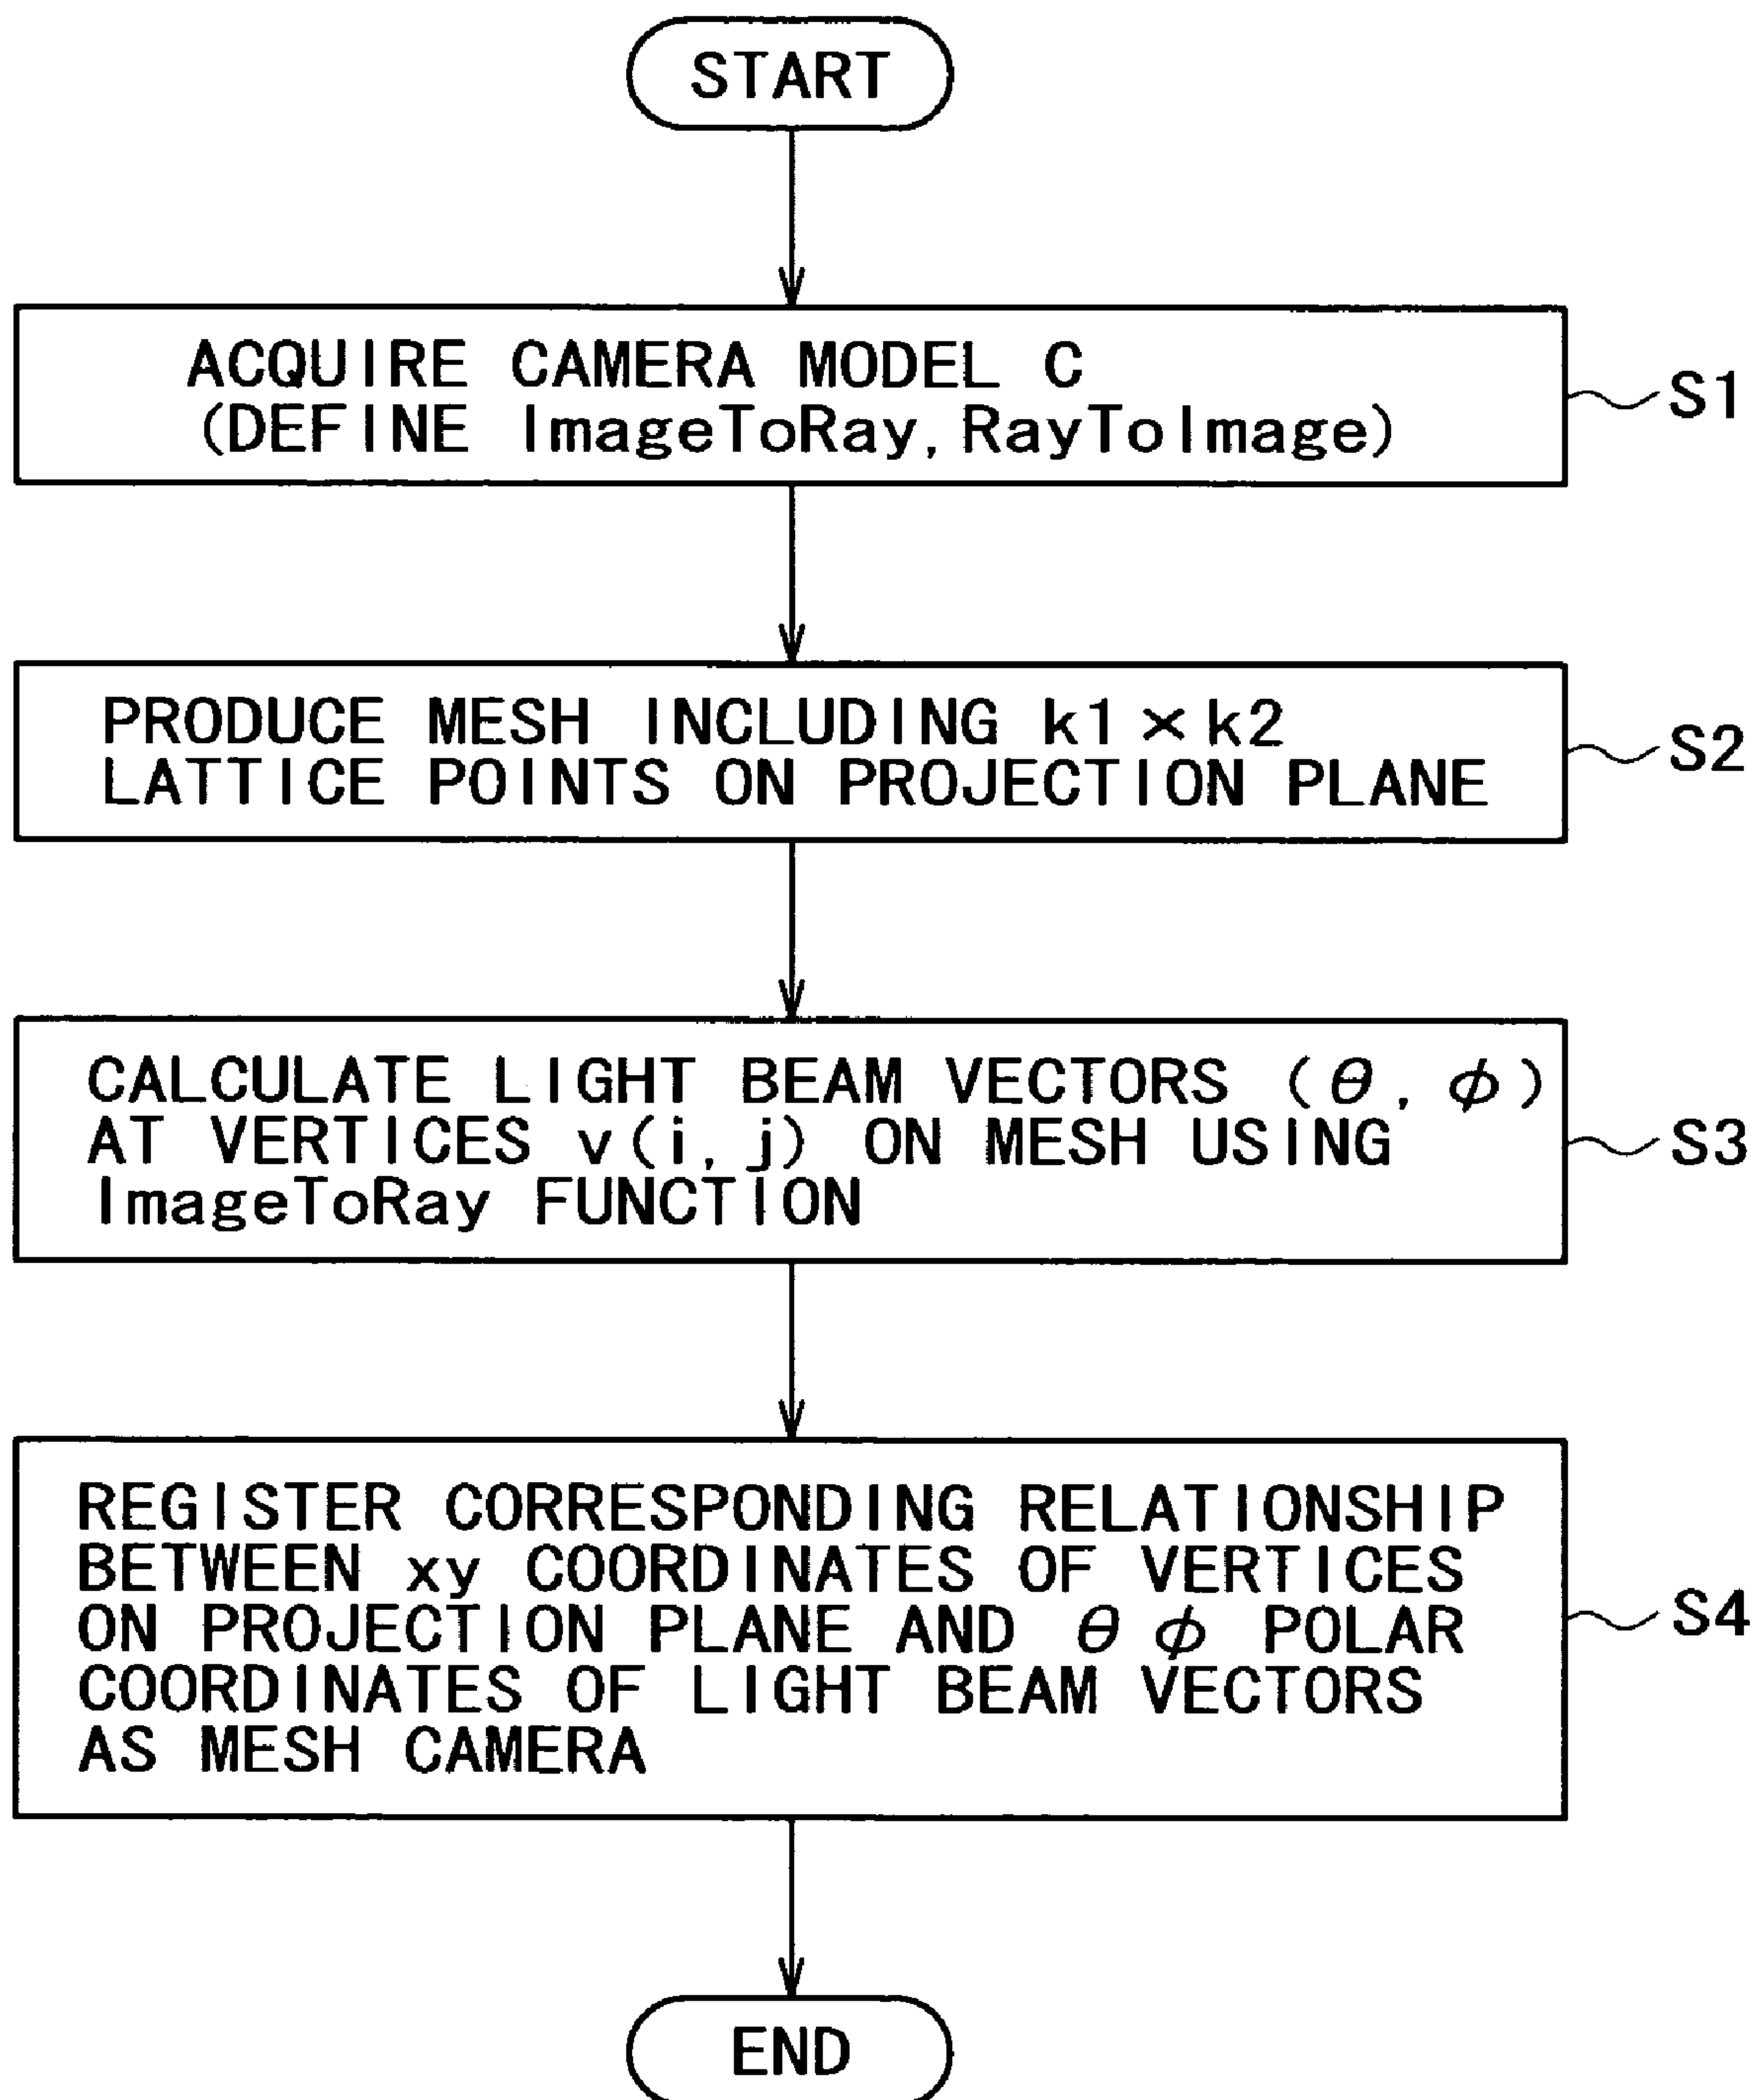 START
ACQUIRE CAMERA MODEL C
(DEFINE ImageToRay, RayToImage)
S1
PRODUCE MESH INCLUDING k1×k2
LATTICE POINTS ON PROJECTION PLANE
S2
CALCULATE LIGHT BEAM VECTORS (θ, φ)
AT VERTICES v(i, j) ON MESH USING
ImageToRay FUNCTION
S3
REGISTER CORRESPONDING RELATIONSHIP
BETWEEN xy COORDINATES OF VERTICES
ON PROJECTION PLANE AND θ φ POLAR
COORDINATES OF LIGHT BEAM VECTORS
AS MESH CAMERA
S4
END